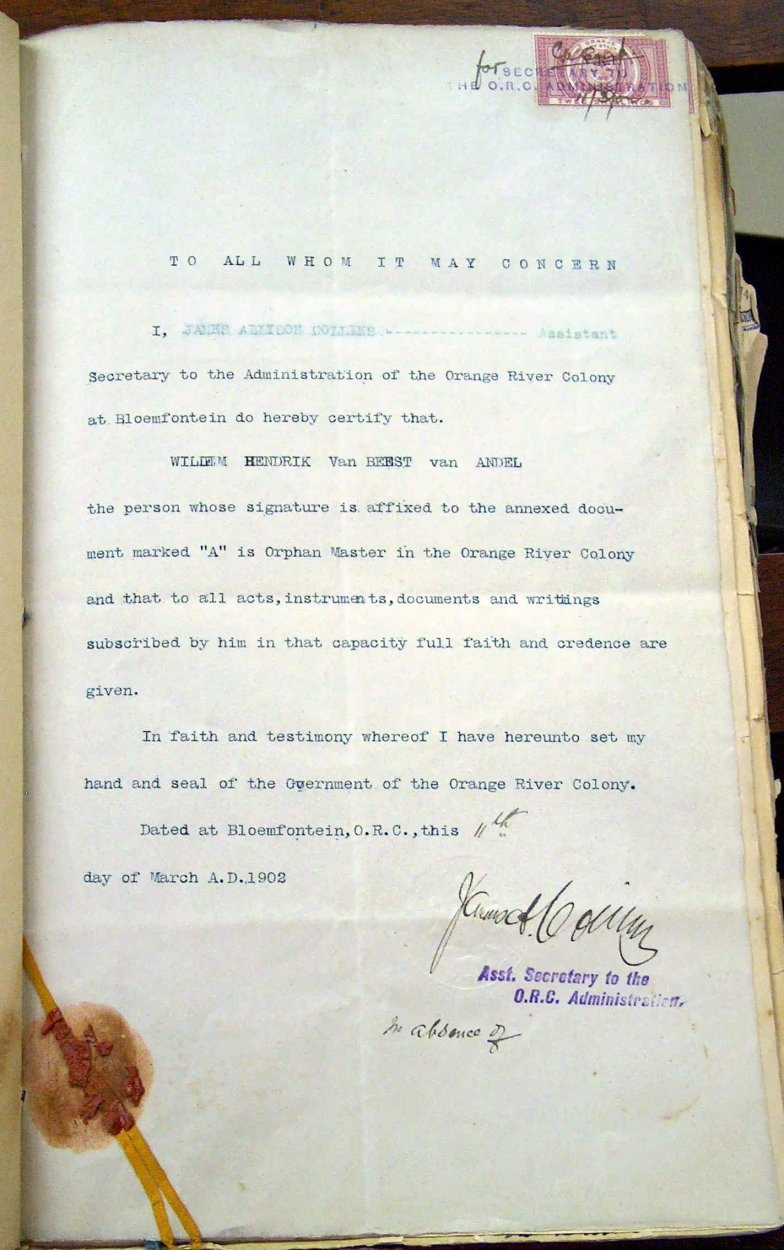 for
SECRETARY TO
THE O.R.C. ADMINISTRATION
TO ALL WHOM IT MAY CONCERN
I, JAMES ALLISON COLLINS ---------------- Assistant
Secretary to the Administration of the Orange River Colony
at Bloemfontein do hereby certify that.
WILLEM HENDRIK Van BEEST van ANDEL
the person whose signature is affixed to the annexed docu-
ment marked "A" is Orphan Master in the Orange River Colony
and that to all acts,instruments,documents and writings
subscribed by him in that capacity full faith and credence are
given.
In faith and testimony whereof I have hereunto set my
hand and seal of the Gvernment of the Orange River Colony.
Dated at Bloemfontein,O.R.C.,this 11th
day of March A.D.1902
James A. Collins
Asst. Secretary to the
O.R.C. Administration.
In absence of